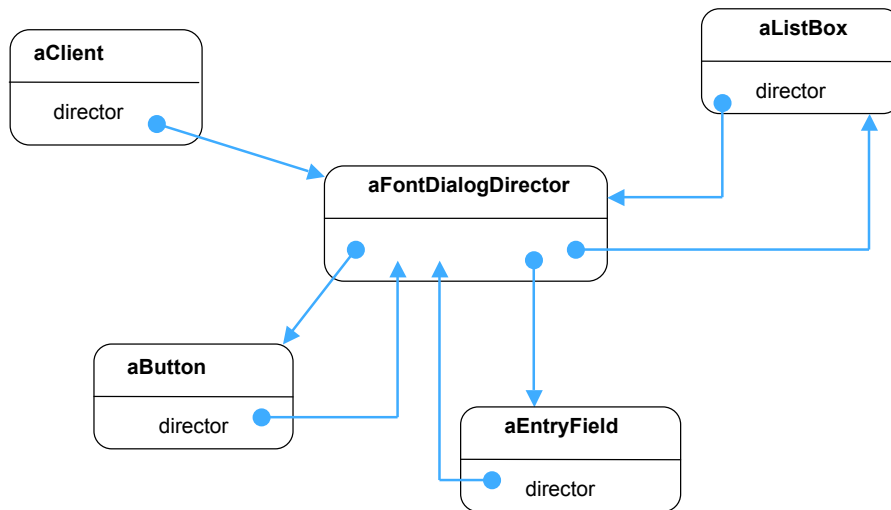 aClient
director
aListBox
director
aFontDialogDirector
aButton
director
aEntryField
director